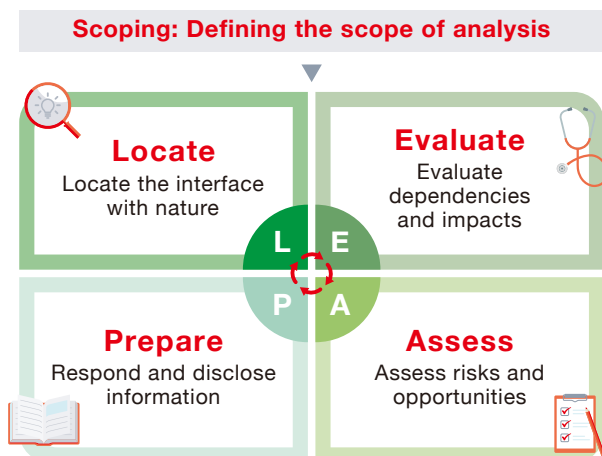 Scoping: Defining the scope of analysis
Locate
Locate the interface
with nature
Evaluate
Evaluate
dependencies
and impacts
L
E
P
A
Prepare
Respond and disclose
information
Assess
Assess risks and
opportunities